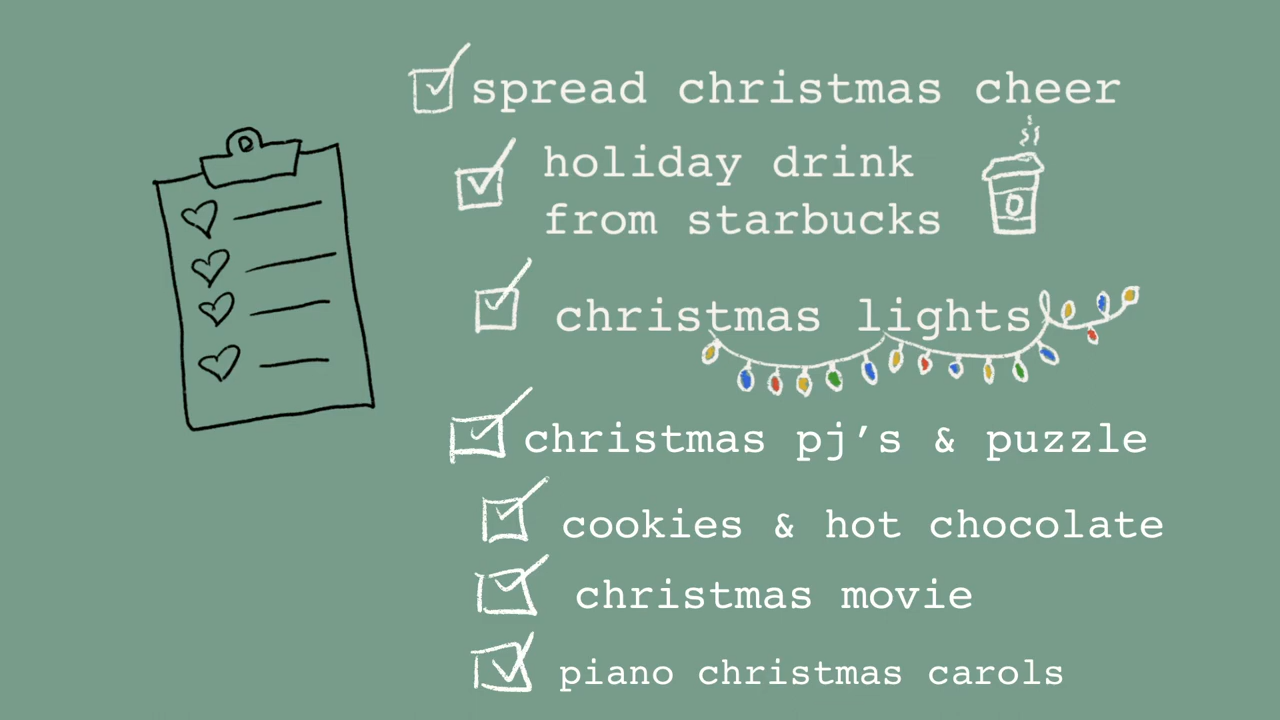 spread christmas cheer
holiday drink
from starbucks
christmas lights
christmas pj's & puzzle
cookies & hot chocolate
christmas movie
piano christmas carols